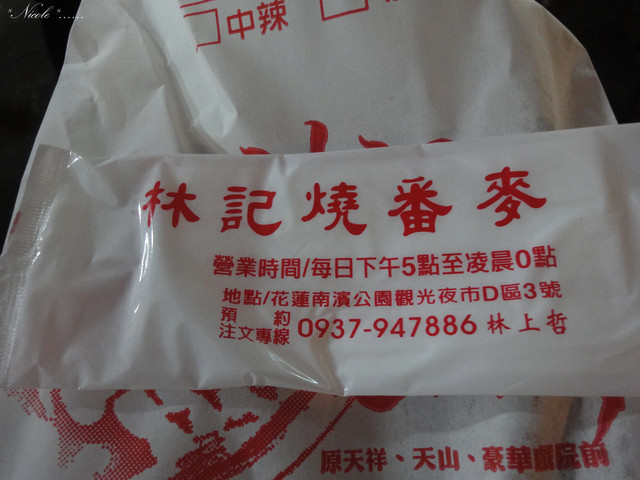 *Nicole*......
中辣
林記燒番麥
營業時間/每日下午5點至凌晨0點
地點/花蓮南濱公園觀光夜市D區3號
預約
注文專線 0937-947886 林上哲
原天祥、天山、豪華戲院前